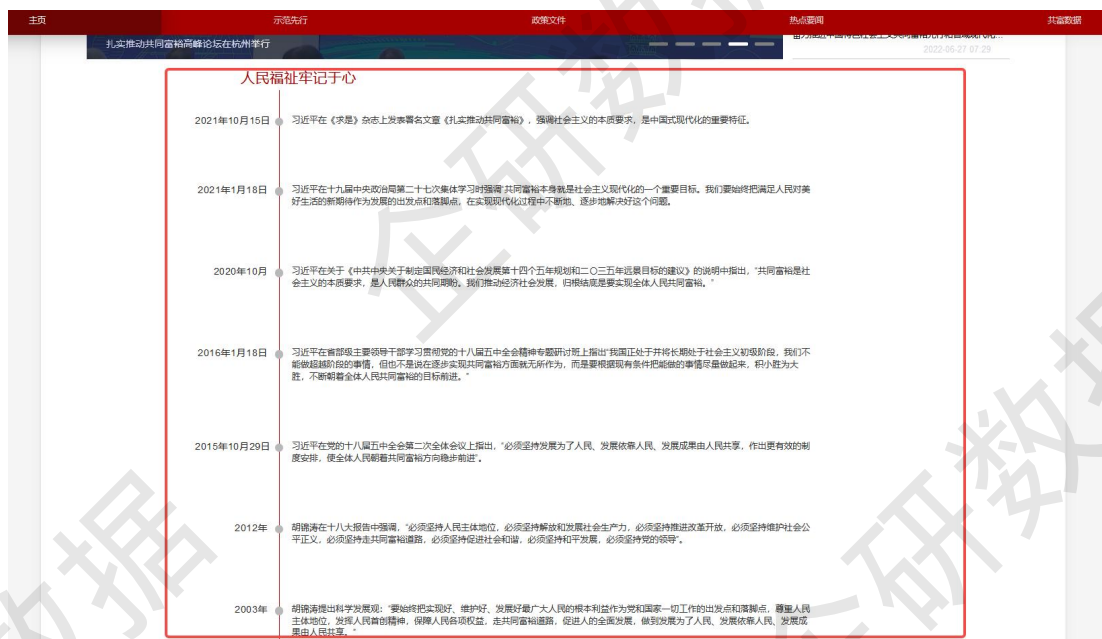 主页 示范先行 政策文件 热点要闻 共富数据
扎实推动共同富裕高峰论坛在杭州举行
2022-06-27 07:29
人民福祉牢记于心
2021年10月15日 习近平在《求是》杂志上发表署名文章《扎实推动共同富裕》，强调社会主义的本质要求，是中国式现代化的重要特征。
2021年1月18日 习近平在十九届中央政治局第二十七次集体学习时强调“共同富裕本身就是社会主义现代化的一个重要目标。我们要始终把满足人民对美
好生活的新期待作为发展的出发点和落脚点，在实现现代化过程中不断地、逐步地解决好这个问题。
2020年10月 习近平在关于《中共中央关于制定国民经济和社会发展第十四个五年规划和二〇三五年远景目标的建议》的说明中指出，“共同富裕是社
会主义的本质要求，是人民群众的共同期盼。我们推动经济社会发展，归根结底是要实现全体人民共同富裕。”
2016年1月18日 习近平在省部级主要领导干部学习贯彻党的十八届五中全会精神专题研讨班上指出“我国正处于并将长期处于社会主义初级阶段，我们不
能做超越阶段的事情，但也不是说在逐步实现共同富裕方面就无所作为，而是要根据现有条件把能做的事情尽量做起来，积小胜为大
胜，不断朝着全体人民共同富裕的目标前进。”
2015年10月29日 习近平在党的十八届五中全会第二次全体会议上指出，“必须坚持发展为了人民、发展依靠人民、发展成果由人民共享，作出更有效的制
度安排，使全体人民朝着共同富裕方向稳步前进”。
2012年 胡锦涛在十八大报告中强调，“必须坚持人民主体地位，必须坚持解放和发展社会生产力，必须坚持推进改革开放，必须坚持维护社会公
平正义，必须坚持走共同富裕道路，必须坚持促进社会和谐，必须坚持和平发展，必须坚持党的领导”。
2003年 胡锦涛提出科学发展观：“要始终把实现好、维护好、发展好最广大人民的根本利益作为党和国家一切工作的出发点和落脚点，尊重人民
主体地位，发挥人民首创精神，保障人民各项权益，走共同富裕道路，促进人的全面发展，做到发展为了人民、发展依靠人民、发展成
果由人民共享。”
企研数据
企研数据
数据